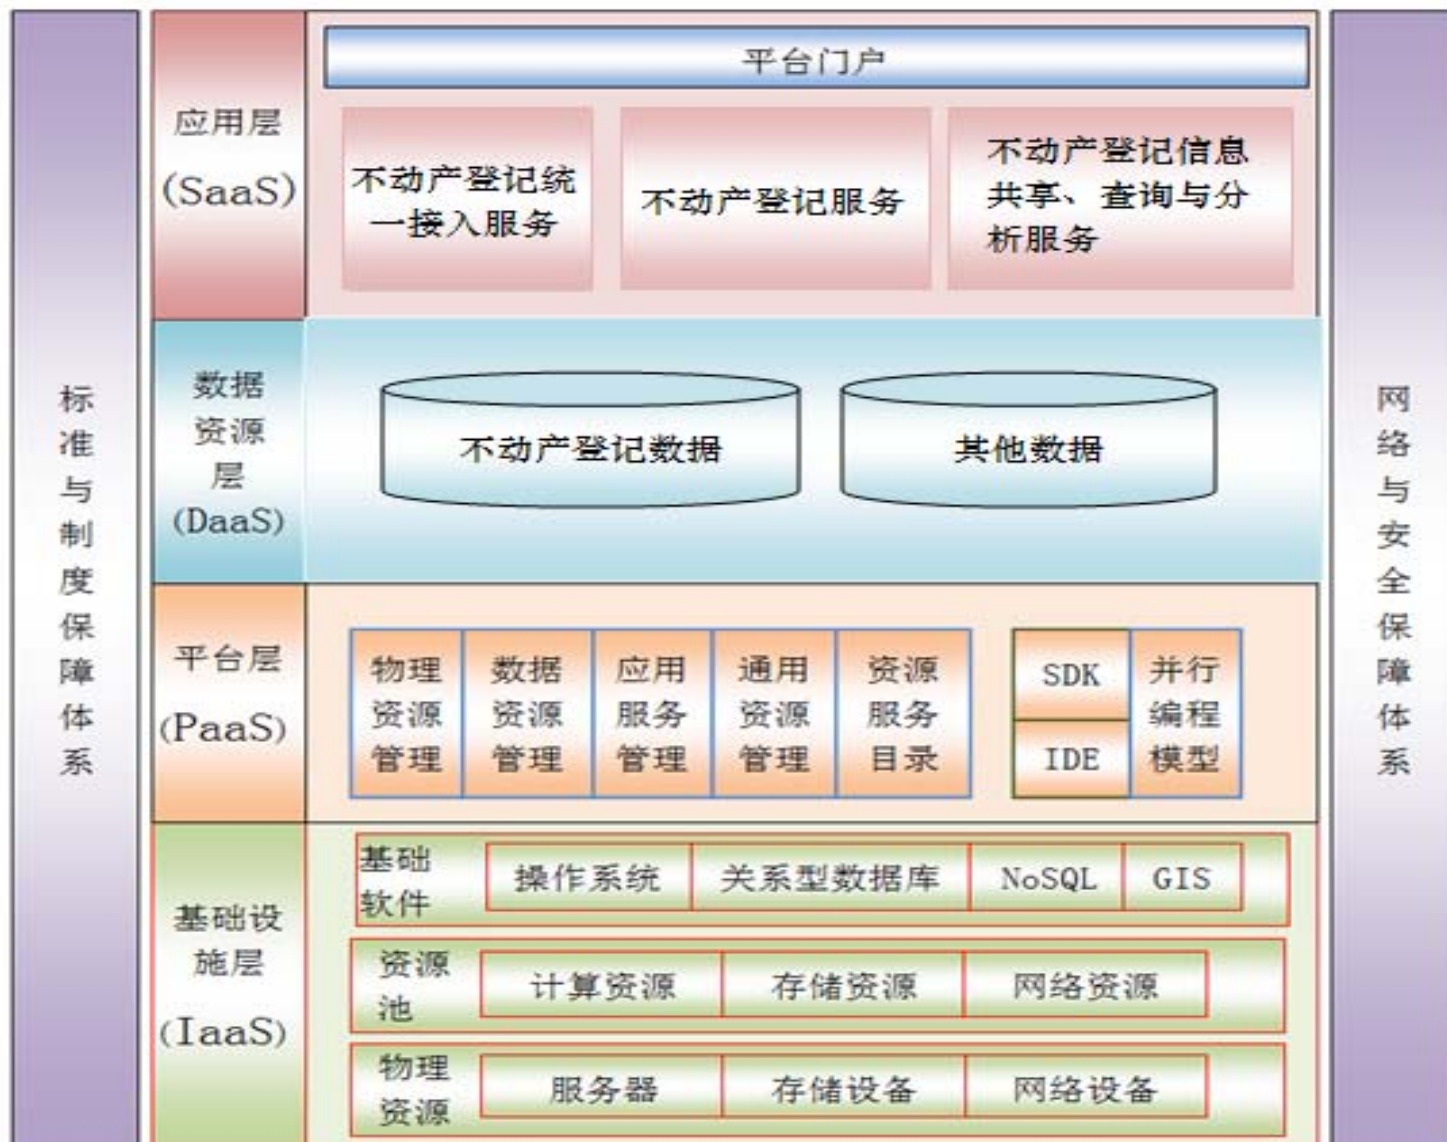 标准与制度保障体系
应用层
(SaaS)
平台门户
不动产登记统
一接入服务
不动产登记服务
不动产登记信息
共享、查询与分
析服务
数据
资源
层
(DaaS)
不动产登记数据
其他数据
平台层
(PaaS)
物理
资源
管理
数据
资源
管理
应用
服务
管理
通用
资源
管理
资源
服务
目录
SDK
IDE
并行
编程
模型
基础设
施层
(IaaS)
基础
软件
操作系统
关系型数据库
NoSQL
GIS
资源
池
计算资源
存储资源
网络资源
物理
资源
服务器
存储设备
网络设备
网络与安全保障体系